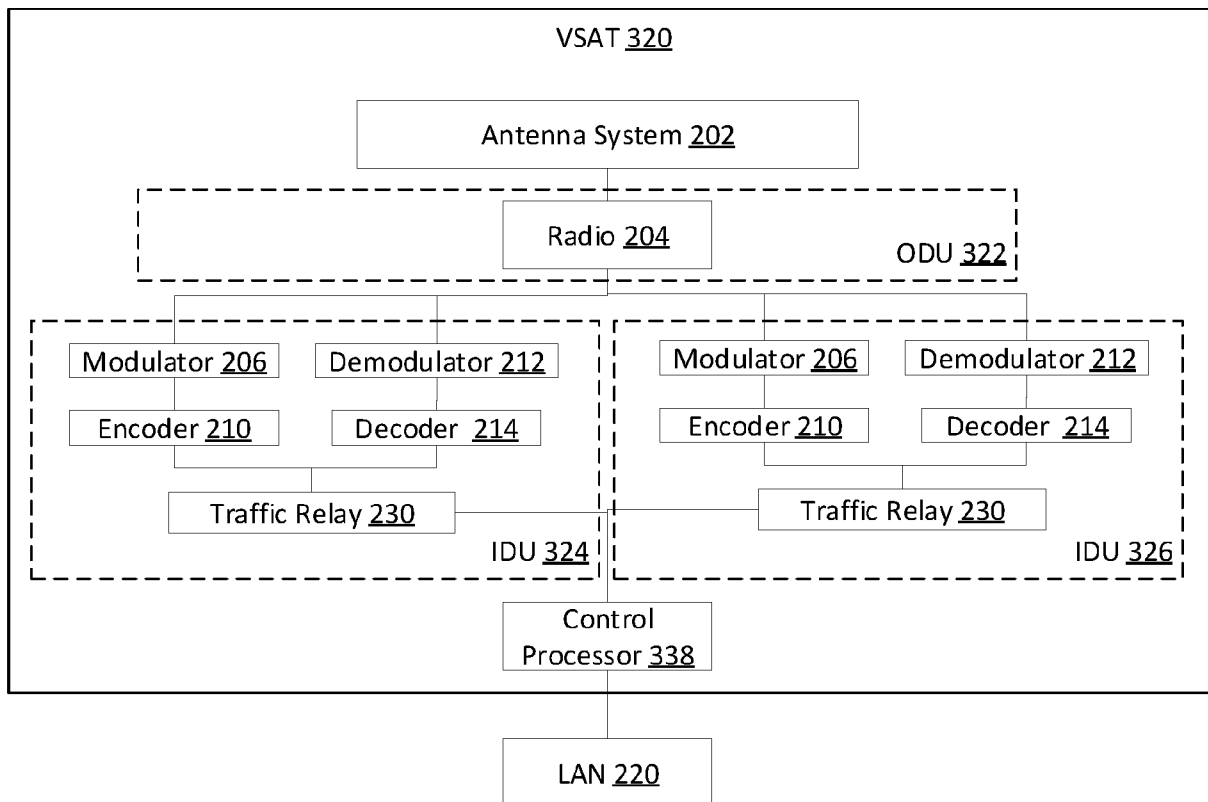 VSAT 320
Antenna System 202
Radio 204
ODU 322
Modulator 206
Demodulator 212
Encoder 210
Decoder 214
Traffic Relay 230
IDU 324
Modulator 206
Demodulator 212
Encoder 210
Decoder 214
Traffic Relay 230
IDU 326
Control
Processor 338
LAN 220